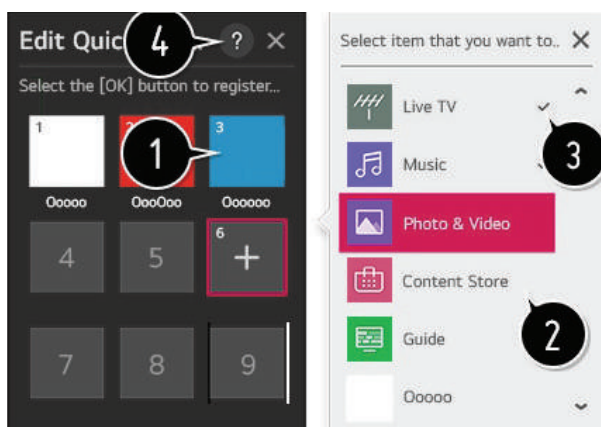 Edit Quic
4
?
Select the [OK] button to register...
1
2
3
1
Ooooo
OooOoo
Oooooo
4
5
6
+
7
8
9
Select item that you want to..
Live TV
3
Music
Photo & Video
Content Store
2
Guide
Ooooo